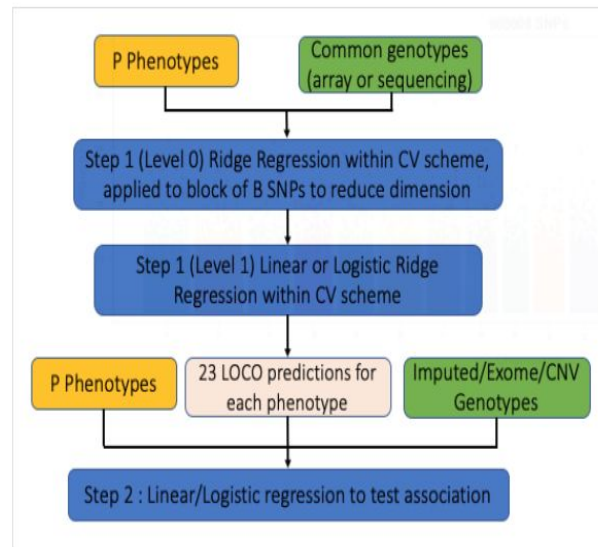 P Phenotypes
Common genotypes
(array or sequencing)
Step 1 (Level 0) Ridge Regression within CV scheme,
applied to block of B SNPs to reduce dimension
Step 1 (Level 1) Linear or Logistic Ridge
Regression within CV scheme
P Phenotypes
23 LOCO predictions for
each phenotype
Imputed/Exome/CNV
Genotypes
Step 2 : Linear/Logistic regression to test association